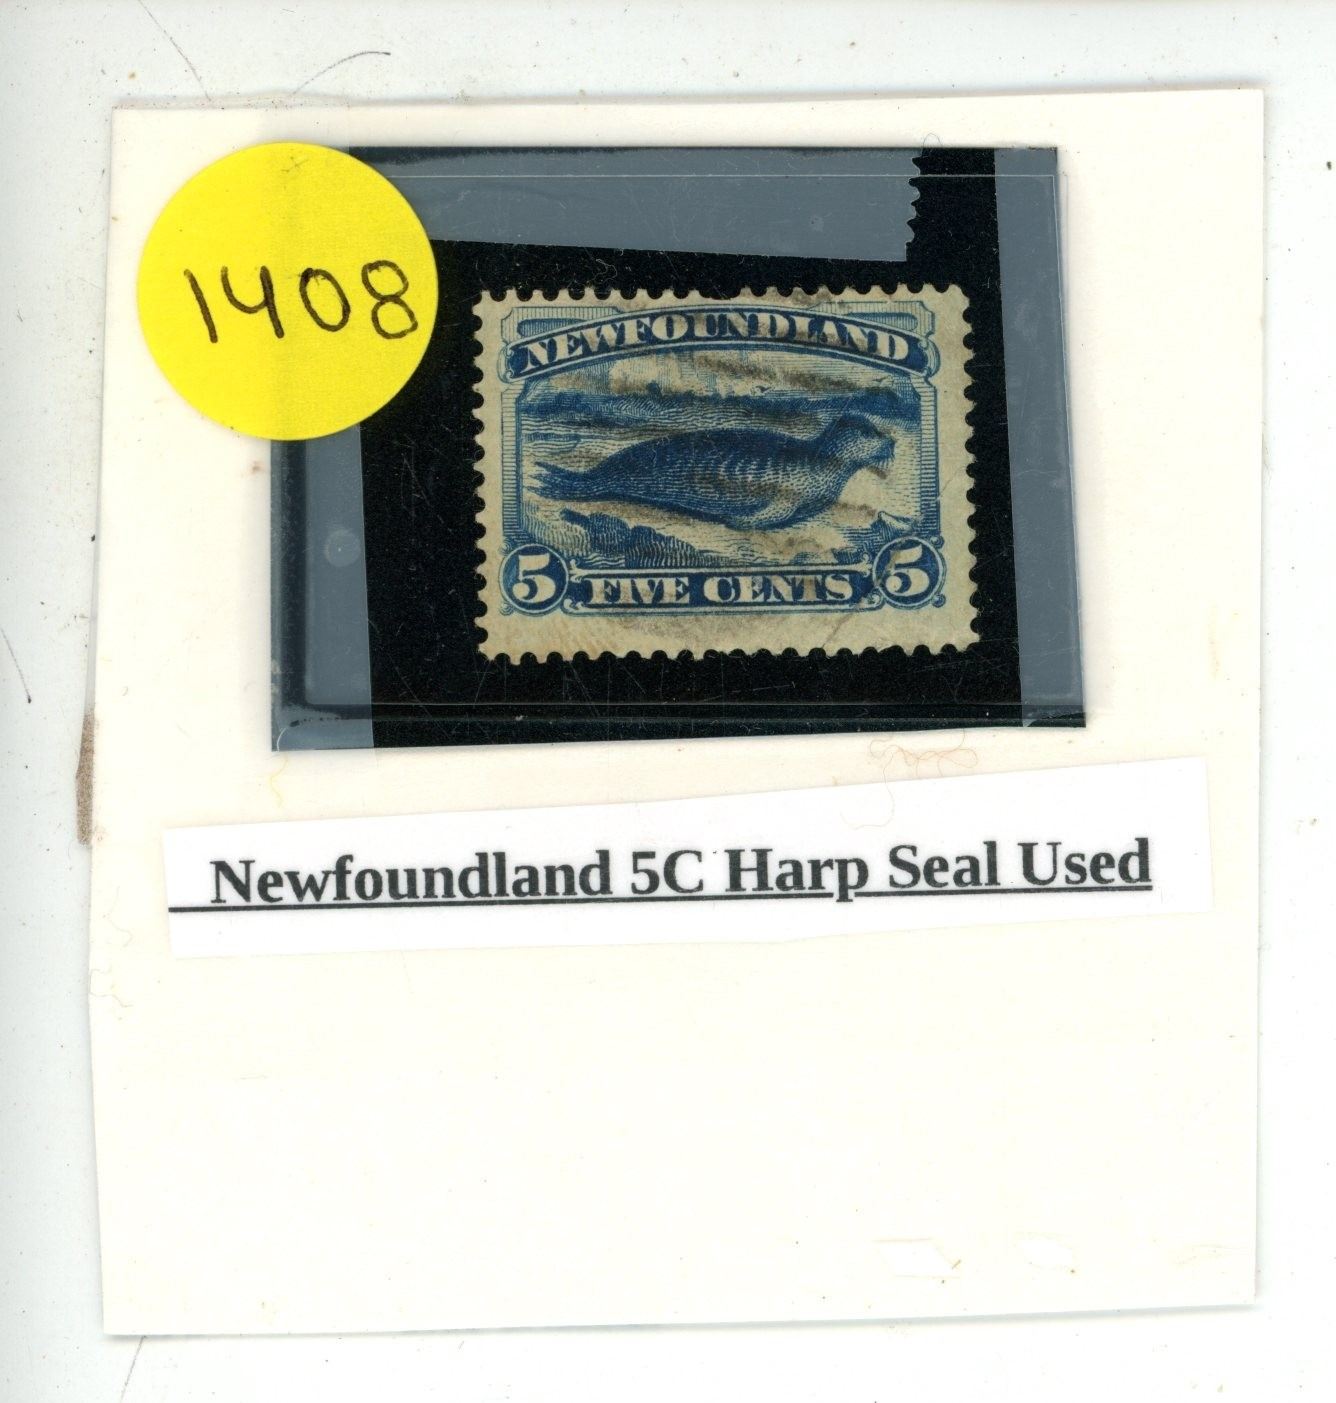 1408
NEWFOUNDLAND
5 FIVE CENTS 5
Newfoundland 5C Harp Seal Used